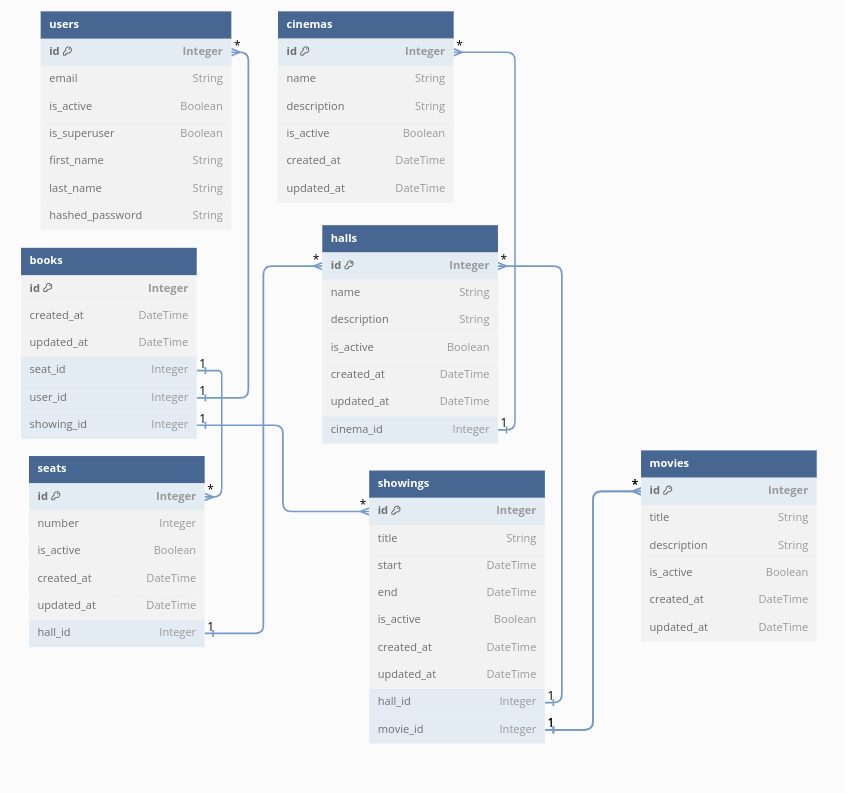 users
id Integer
email String
is_active Boolean
is_superuser Boolean
first_name String
last_name String
hashed_password String
*
cinemas
id Integer
name String
description String
is_active Boolean
created_at DateTime
updated_at DateTime
*
books
id Integer
created_at DateTime
updated_at DateTime
seat_id Integer 1
user_id Integer 1
showing_id Integer 1
halls
* id Integer *
name String
description String
is_active Boolean
created_at DateTime
updated_at DateTime
cinema_id Integer 1
seats
id Integer *
number Integer
is_active Boolean
created_at DateTime
updated_at DateTime
hall_id Integer 1
showings
* id Integer
title String
start DateTime
end DateTime
is_active Boolean
created_at DateTime
updated_at DateTime
hall_id Integer 1
movie_id Integer 1
movies
* id Integer
title String
description String
is_active Boolean
created_at DateTime
updated_at DateTime